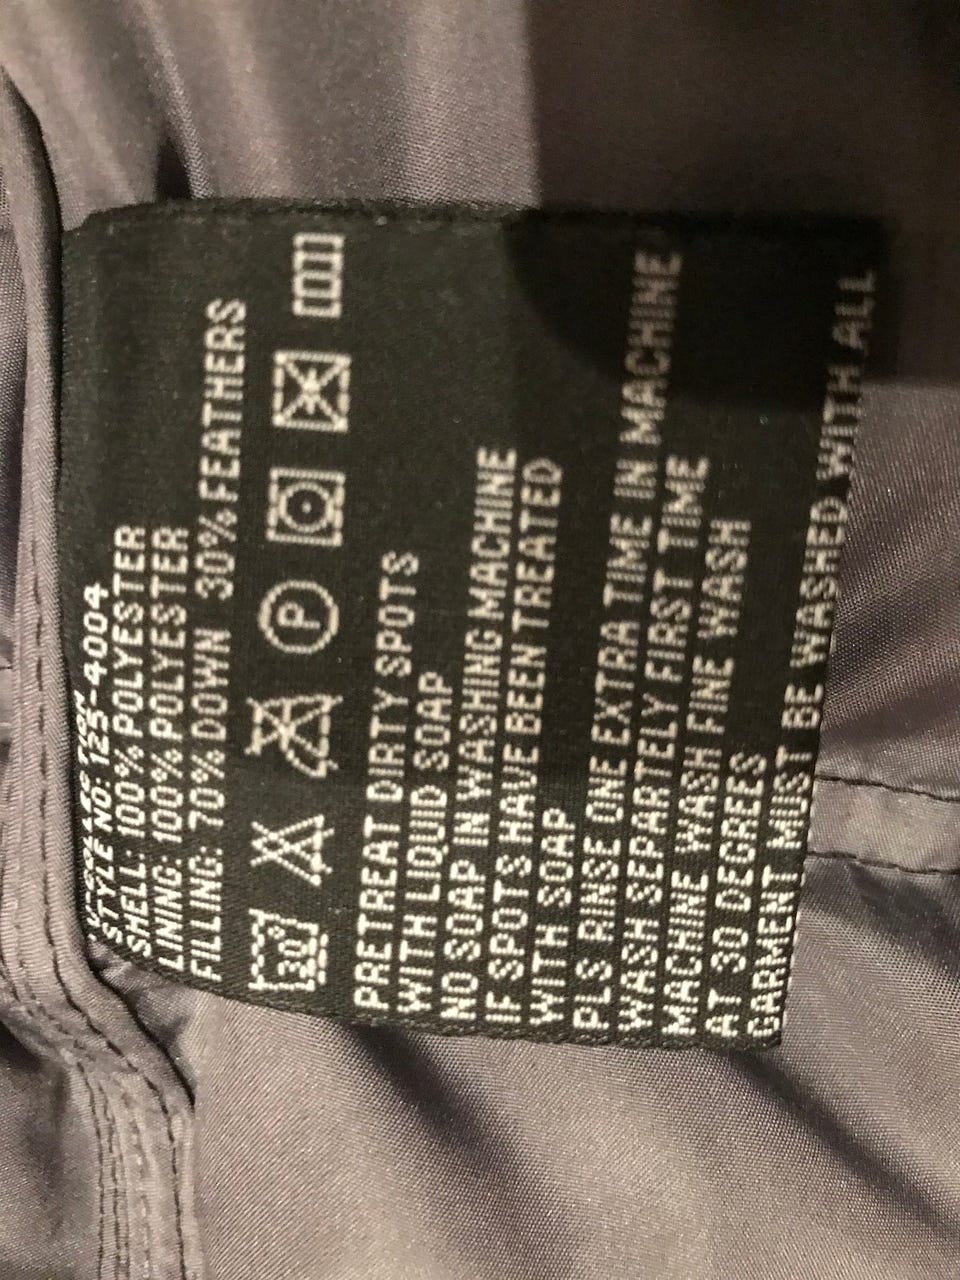 STYLE NO: 125-4004
SHELL: 100% POLYESTER
LINING: 100% POLYESTER
FILLING: 70% DOWN 30% FEATHERS
30° P
PRETREAT DIRTY SPOTS
WITH LIQUID SOAP
NO SOAP IN WASHING MACHINE
IF SPOTS HAVE BEEN TREATED
WITH SOAP
PLS RINSE ONE EXTRA TIME IN MACHINE
WASH SEPARTELY FIRST TIME
MACHINE WASH FINE WASH
AT 30 DEGREES
GARMENT MUST BE WASHED WITH ALL